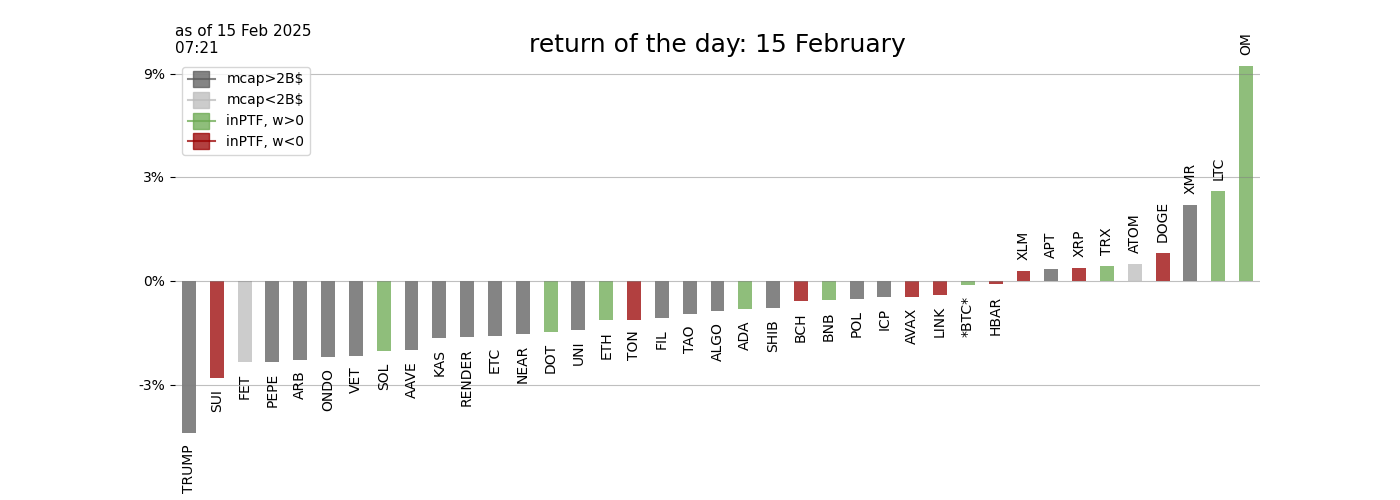 as of 15 Feb 2025
07:21
return of the day: 15 February
mcap>2B$
mcap<2B$
inPTF, w>0
inPTF, w<0
9%
3%
0%
-3%
TRUMP
SUI
FET
PEPE
ARB
ONDO
VET
SOL
AAVE
KAS
RENDER
ETC
NEAR
DOT
UNI
ETH
TON
FIL
TAO
ALGO
ADA
SHIB
BCH
BNB
POL
ICP
AVAX
LINK
*BTC*
HBAR
XLM
APT
XRP
TRX
ATOM
DOGE
XMR
LTC
OM